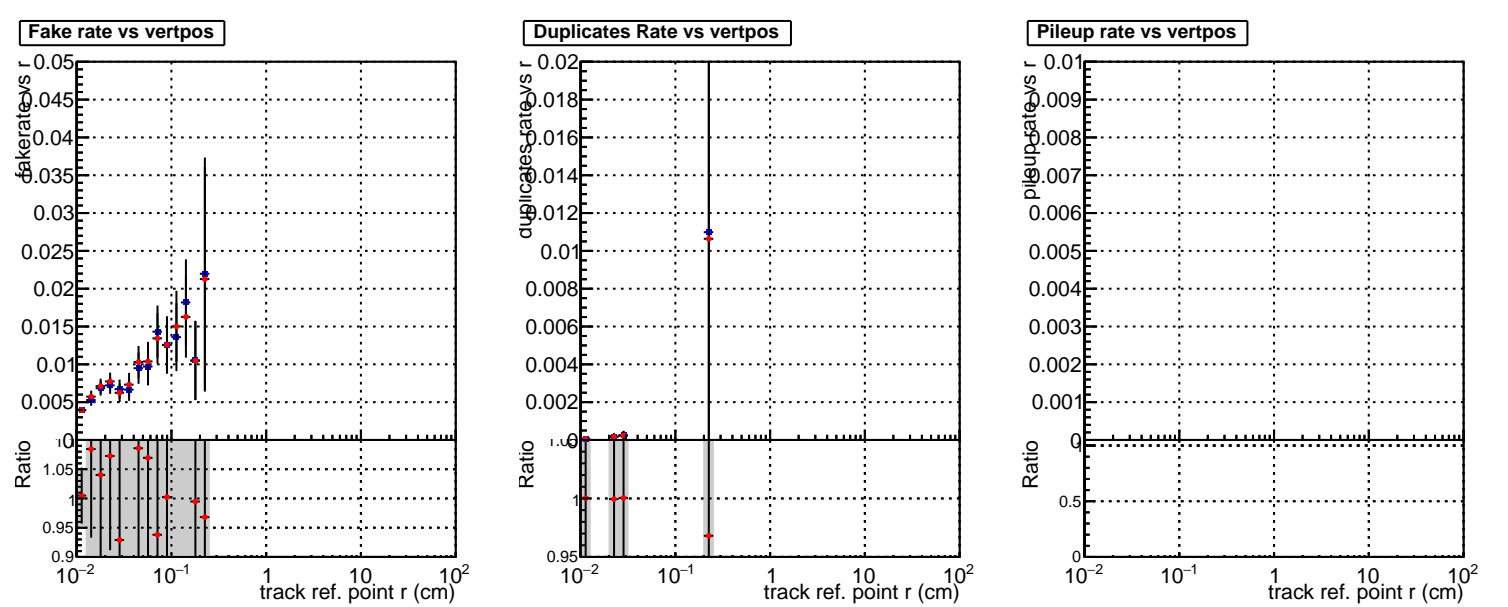 Fake rate vs vertpos
fakerate vs r
0.05
0.045
0.04
0.035
0.03
0.025
0.02
0.015
0.01
0.005
0
Ratio
1.05
1
0.95
0.9
10⁻² 10⁻¹ 1 10 10²
track ref. point r (cm)
Duplicates Rate vs vertpos
duplicates rate vs r
0.02
0.018
0.016
0.014
0.012
0.01
0.008
0.006
0.004
0.002
0
Ratio
1
0.95
10⁻² 10⁻¹ 1 10 10²
track ref. point r (cm)
Pileup rate vs vertpos
pileup rate vs r
0.01
0.009
0.008
0.007
0.006
0.005
0.004
0.003
0.002
0.001
0
Ratio
1
0.5
0
10⁻² 10⁻¹ 1 10 10²
track ref. point r (cm)